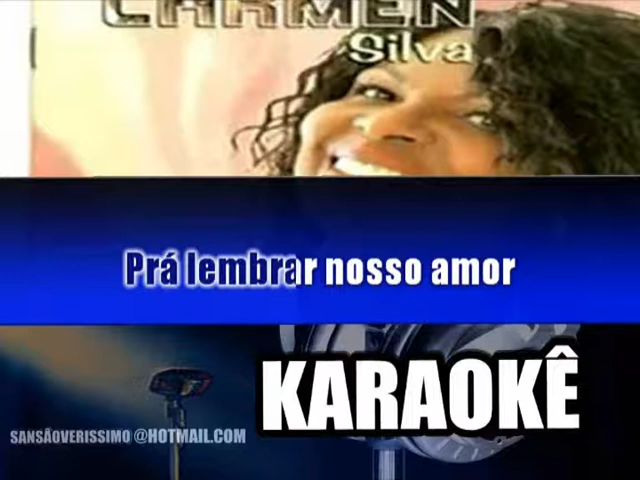 CARMEN
Silva
Prá lembrar nosso amor
KARAOKÊ
SANSÃOVERISSIMO @HOTMAIL.COM